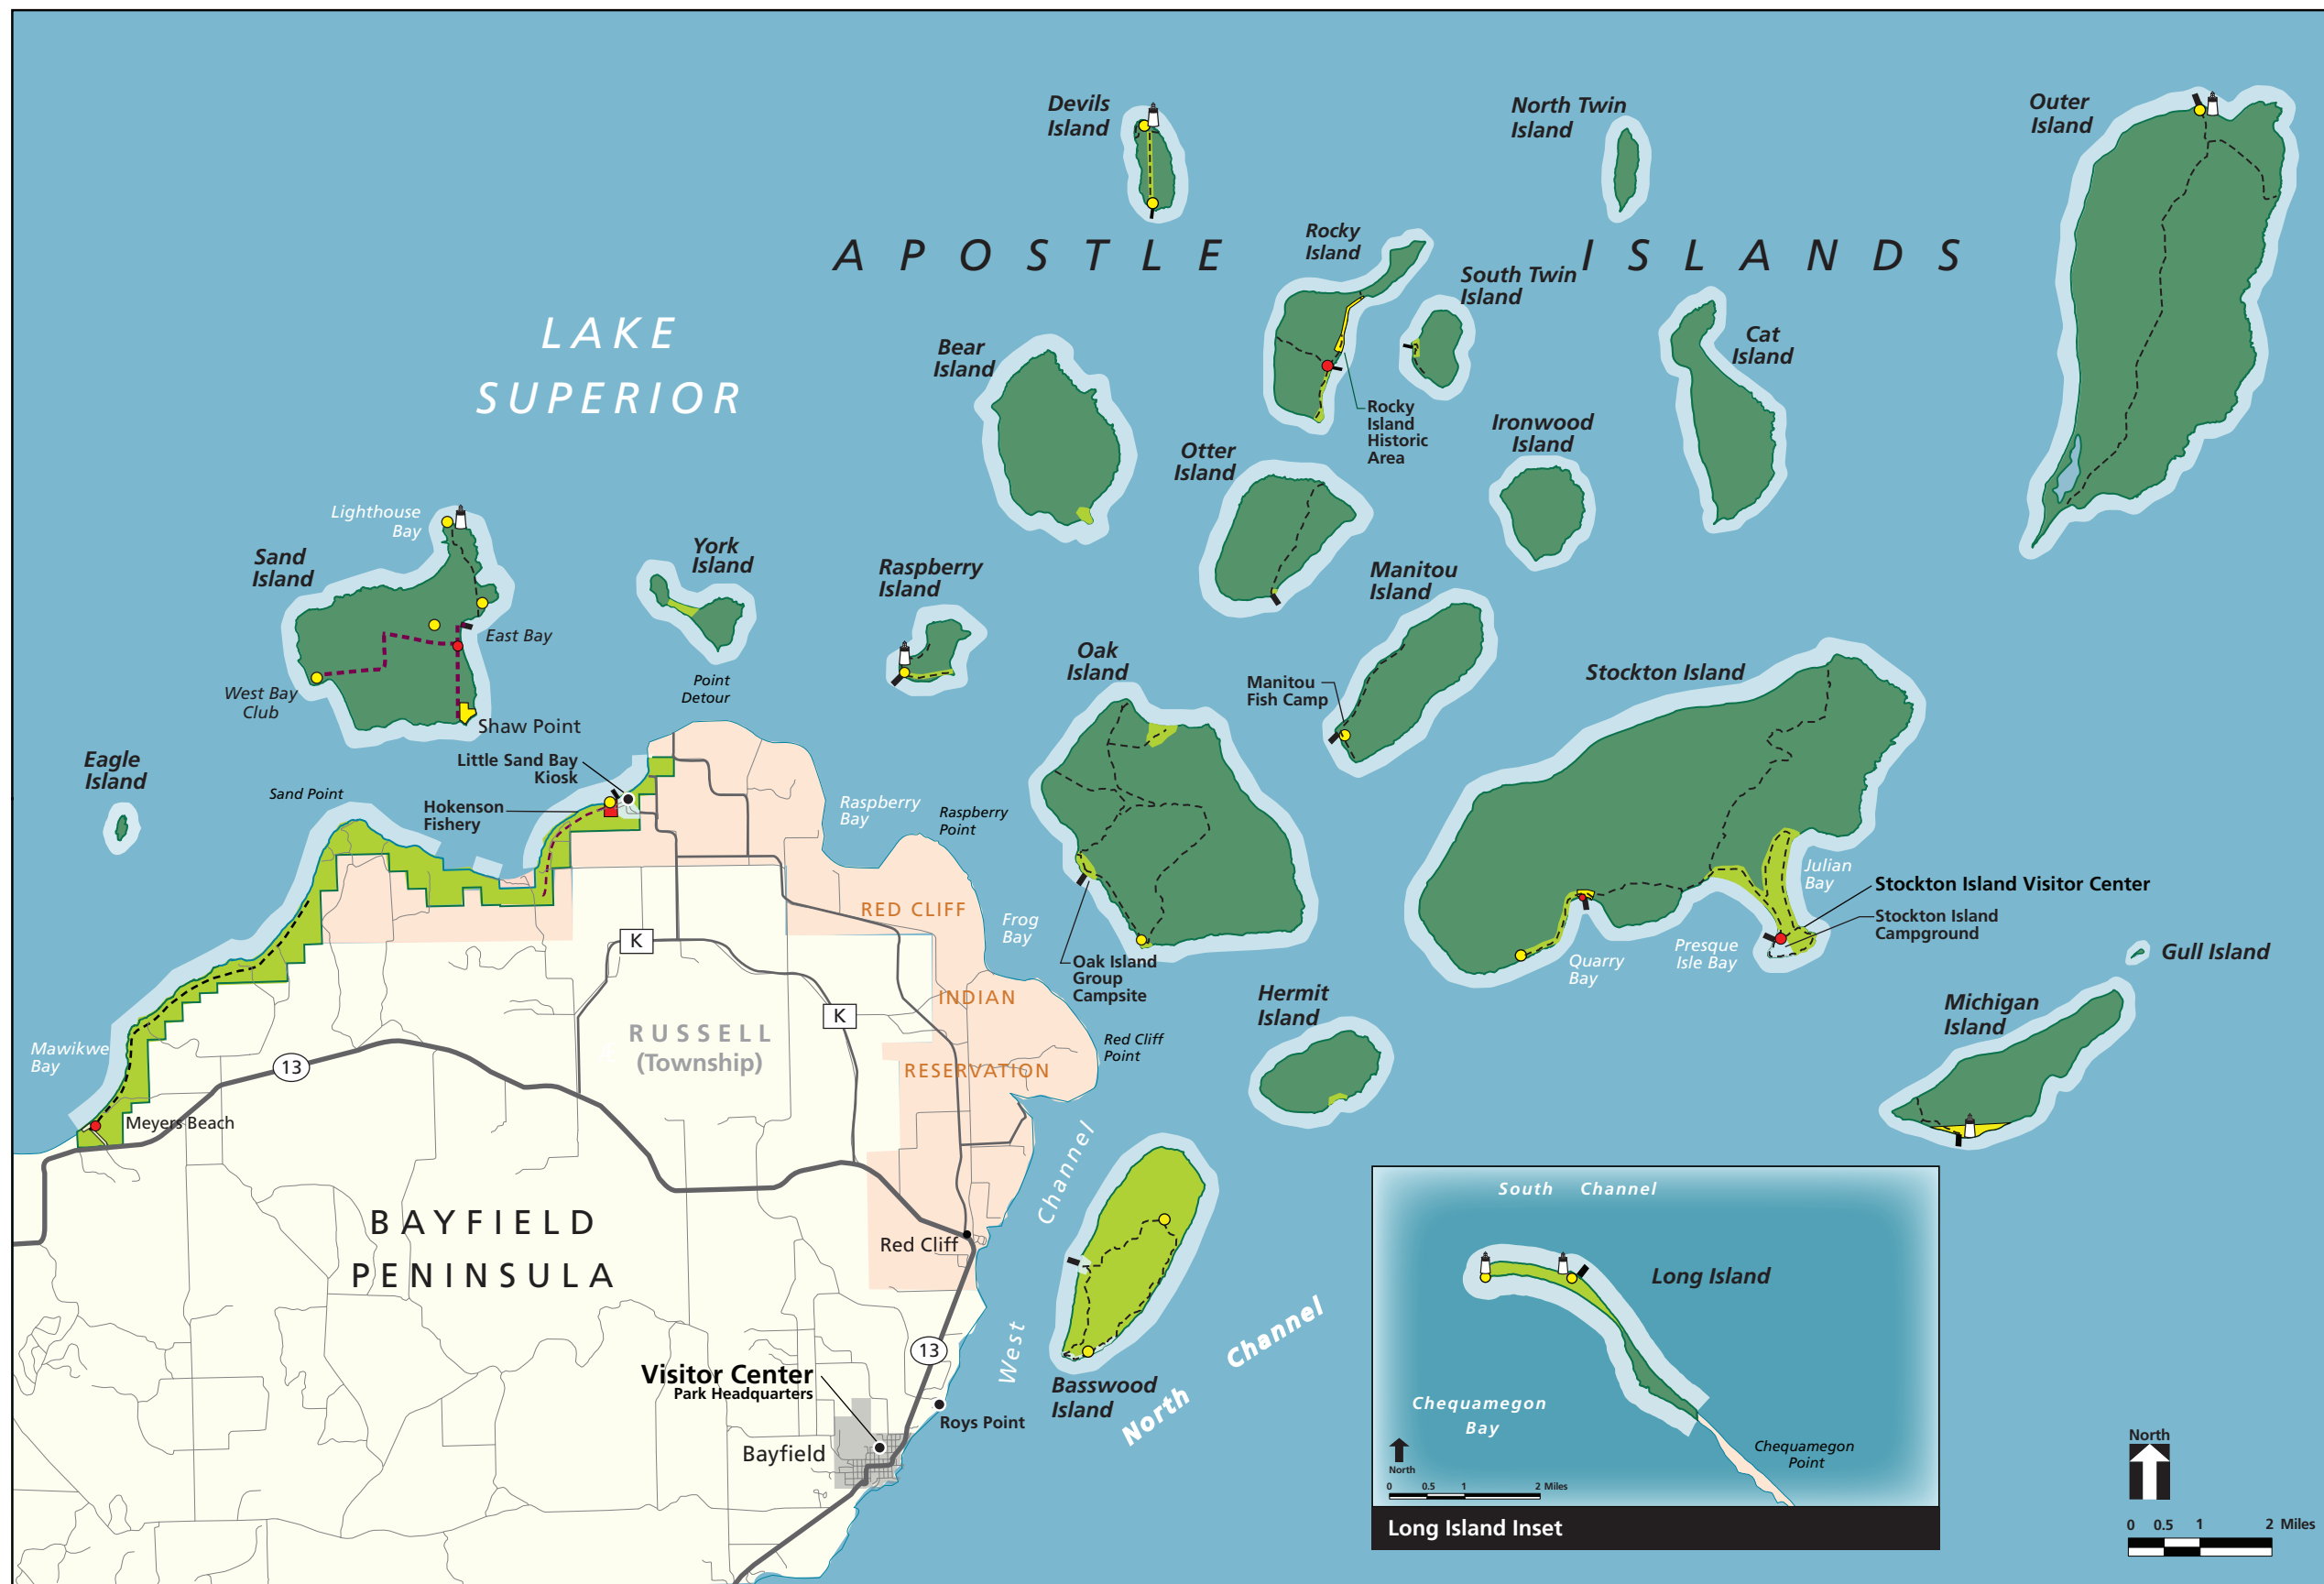 Devils
Island
North Twin
Island
Outer
Island
Rocky
Island
APOSTLE ISLANDS
South Twin
Island
LAKE
SUPERIOR
Bear
Island
Cat
Island
Rocky
Island
Historic
Area
Ironwood
Island
Otter
Island
Lighthouse
Bay
Sand
Island
York
Island
Raspberry
Island
Manitou
Island
East Bay
West Bay
Club
Shaw Point
Point
Detour
Oak
Island
Manitou
Fish Camp
Stockton Island
Eagle
Island
Little Sand Bay
Kiosk
Sand Point
Hokenson
Fishery
Raspberry
Bay
Raspberry
Point
Julian
Bay
Stockton Island Visitor Center
Stockton Island
Campground
RED CLIFF
Frog
Bay
K
Presque
Isle Bay
Quarry
Bay
Gull Island
Oak Island
Group
Campsite
INDIAN
Hermit
Island
Michigan
Island
K
RUSSELL
(Township)
Red Cliff
Point
Mawikwe
Bay
13
RESERVATION
Meyers Beach
BAYFIELD
PENINSULA
Red Cliff
West Channel
13
North Channel
Visitor Center
Park Headquarters
Basswood
Island
Roys Point
Bayfield
South Channel
Long Island
Chequamegon
Bay
Chequamegon
Point
North
0 0.5 1 2 Miles
Long Island Inset
North
0 0.5 1 2 Miles